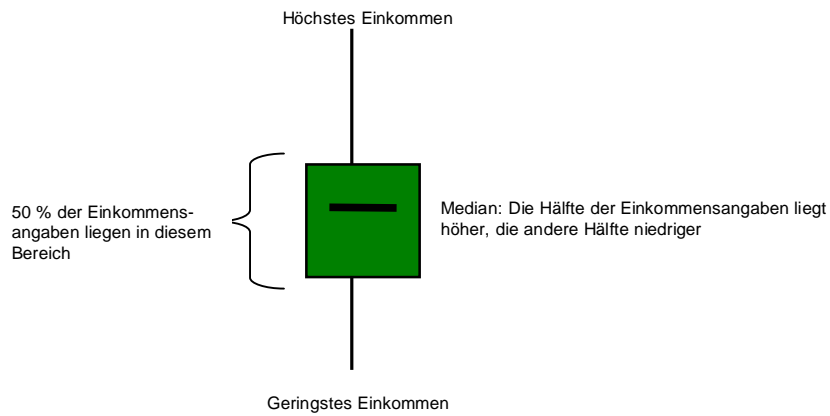 Höchstes Einkommen
50 % der Einkommens-
angaben liegen in diesem
Bereich
Median: Die Hälfte der Einkommensangaben liegt
höher, die andere Hälfte niedriger
Geringstes Einkommen